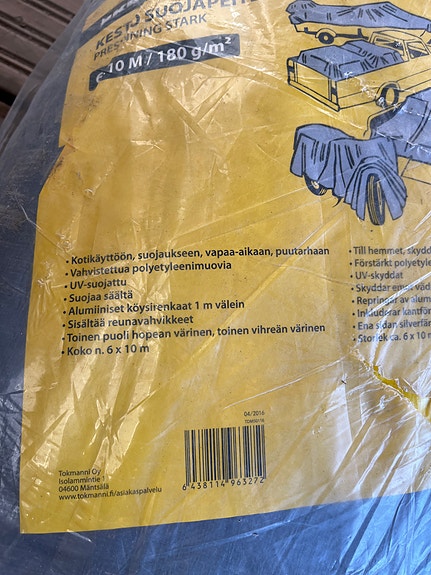 KESTO SUOJAPEITE
PRESENNING STARK
6x10 M / 180 g/m²
• Kotikäyttöön, suojaukseen, vapaa-aikaan, puutarhaan
• Vahvistettua polyetyleenimuovia
• UV-suojattu
• Suojaa säältä
• Alumiiniset köysirenkaat 1 m välein
• Sisältää reunavahvikkeet
• Toinen puoli hopean värinen, toinen vihreän värinen
• Koko n. 6 x 10 m
• Till hemmet, skydd
• Förstärkt polyetyle
• UV-skyddat
• Skyddar emot väd
• Repringar av alum
• Inkluderar kantför
• Ena sidan silverfär
• Storlek ca. 6 x 10 m
04/2016
Tokmanni Oy
Isolammintie 1
04600 Mäntsälä
www.tokmanni.fi/asiakaspalvelu
6 438114 963272